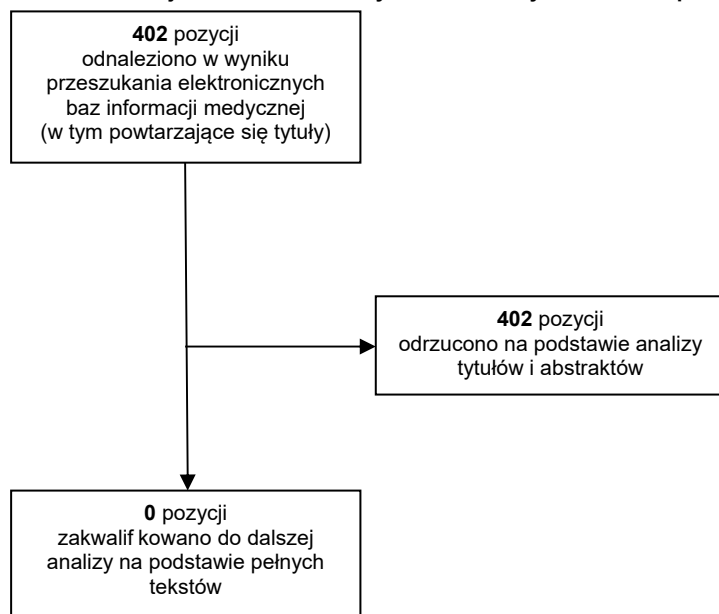 402 pozycji
odnaleziono w wyniku
przeszukania elektronicznych
baz informacji medycznej
(w tym powtarzające się tytuły)
402 pozycji
odrzucono na podstawie analizy
tytułów i abstraktów
0 pozycji
zakwalif kowano do dalszej
analizy na podstawie pełnych
tekstów